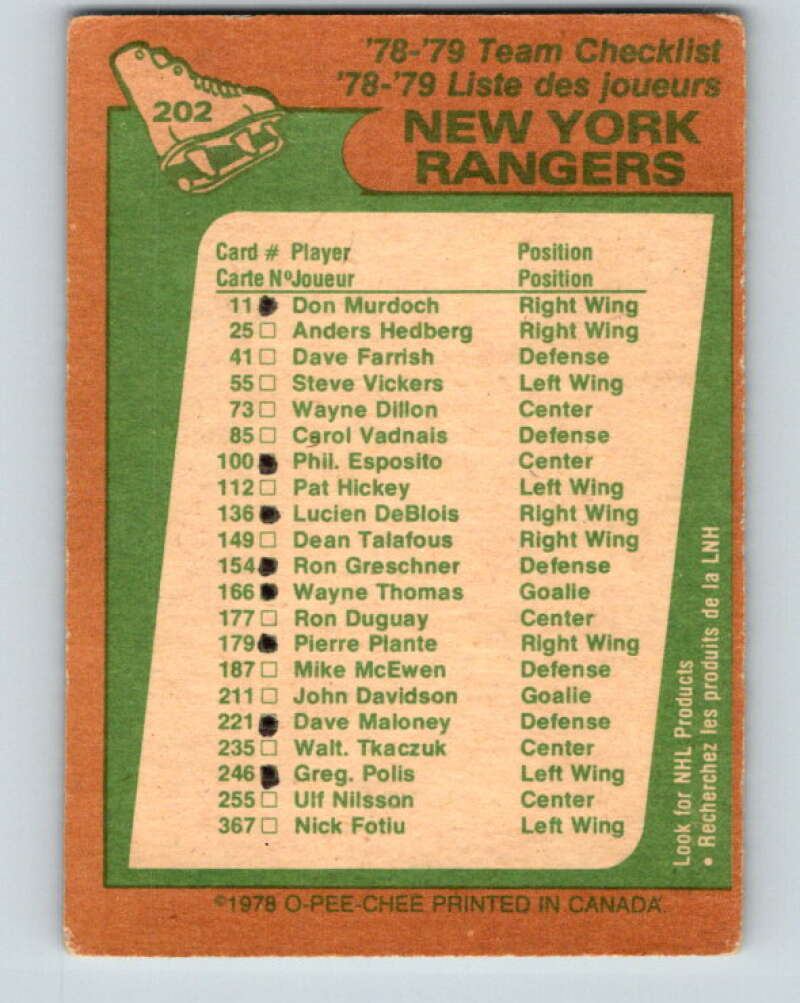 '78-'79 Team Checklist
'78-'79 Liste des joueurs
202
NEW YORK
RANGERS
Card # Player Position
Carte Nº Joueur Position
11 Don Murdoch Right Wing
25 □ Anders Hedberg Right Wing
41 □ Dave Farrish Defense
55 □ Steve Vickers Left Wing
73 □ Wayne Dillon Center
85 □ Carol Vadnais Defense
100 Phil. Esposito Center
112 □ Pat Hickey Left Wing
136 Lucien DeBlois Right Wing
149 □ Dean Talafous Right Wing
154 Ron Greschner Defense
166 Wayne Thomas Goalie
177 □ Ron Duguay Center
179 Pierre Plante Right Wing
187 □ Mike McEwen Defense
211 □ John Davidson Goalie
221 Dave Maloney Defense
235 □ Walt. Tkaczuk Center
246 Greg. Polis Left Wing
255 □ Ulf Nilsson Center
367 □ Nick Fotiu Left Wing
Look for NHL Products
• Recherchez les produits de la LNH
©1978 O-PEE-CHEE PRINTED IN CANADA